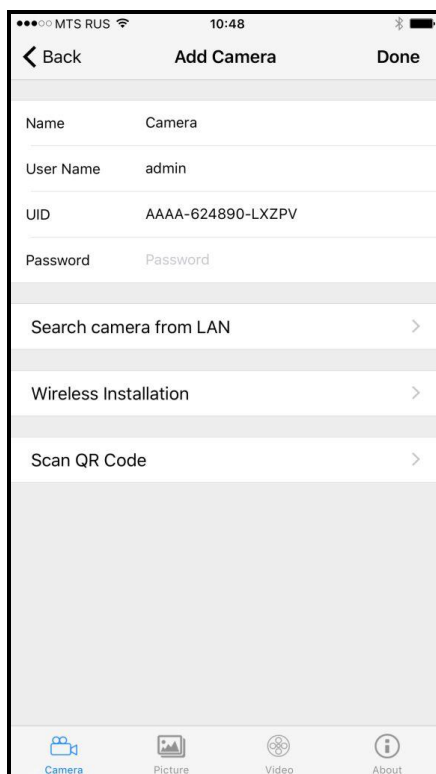 MTS RUS 10:48
Back Add Camera Done
Name Camera
User Name admin
UID AAAA-624890-LXZPV
Password Password
Search camera from LAN
Wireless Installation
Scan QR Code
Camera Picture Video About